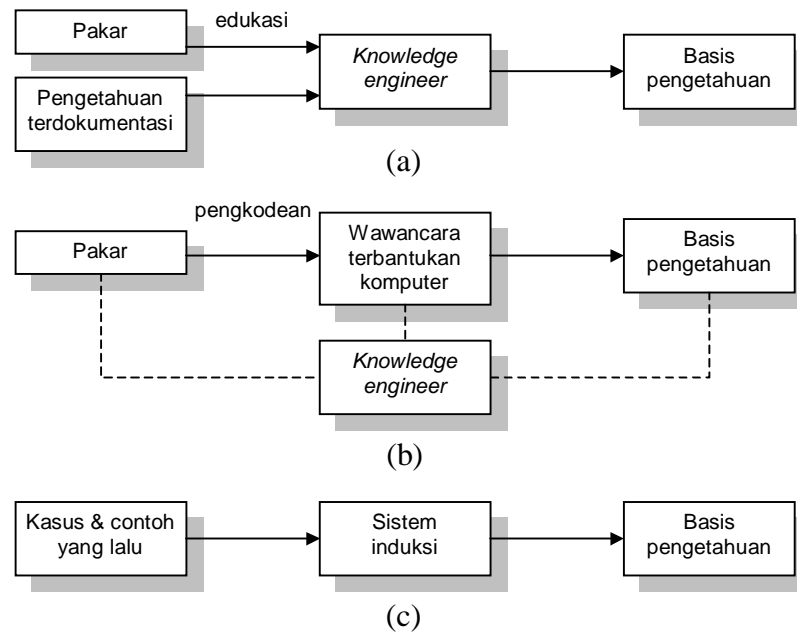 Pakar
edukasi
Pengetahuan
terdokumentasi
Knowledge
engineer
Basis
pengetahuan
(a)
Pakar
pengkodean
Wawancara
terbantukan
komputer
Basis
pengetahuan
Knowledge
engineer
(b)
Kasus & contoh
yang lalu
Sistem
induksi
Basis
pengetahuan
(c)